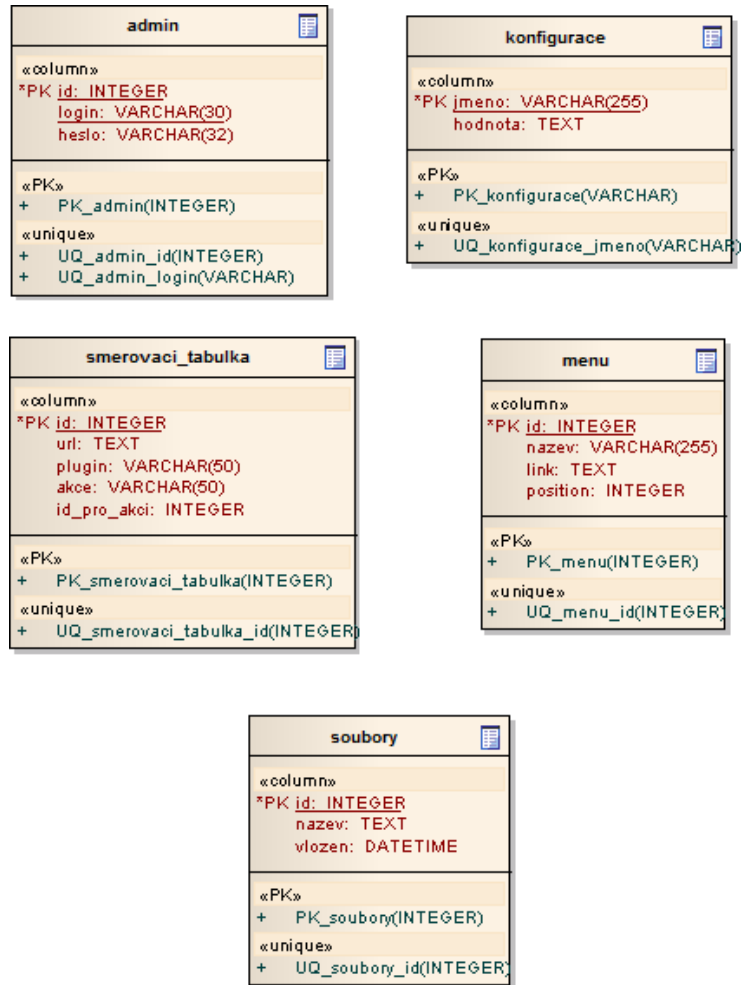 admin
«column»
*PK id: INTEGER
login: VARCHAR(30)
heslo: VARCHAR(32)
«PK»
+ PK_admin(INTEGER)
«unique»
+ UQ_admin_id(INTEGER)
+ UQ_admin_login(VARCHAR)
konfigurace
«column»
*PK jmeno: VARCHAR(255)
hodnota: TEXT
«PK»
+ PK_konfigurace(VARCHAR)
«unique»
+ UQ_konfigurace_jmeno(VARCHAR)
smerovaci_tabulka
«column»
*PK id: INTEGER
url: TEXT
plugin: VARCHAR(50)
akce: VARCHAR(50)
id_pro_akci: INTEGER
«PK»
+ PK_smerovaci_tabulka(INTEGER)
«unique»
+ UQ_smerovaci_tabulka_id(INTEGER)
menu
«column»
*PK id: INTEGER
nazev: VARCHAR(255)
link: TEXT
position: INTEGER
«PK»
+ PK_menu(INTEGER)
«unique»
+ UQ_menu_id(INTEGER)
soubory
«column»
*PK id: INTEGER
nazev: TEXT
vlozen: DATETIME
«PK»
+ PK_soubory(INTEGER)
«unique»
+ UQ_soubory_id(INTEGER)